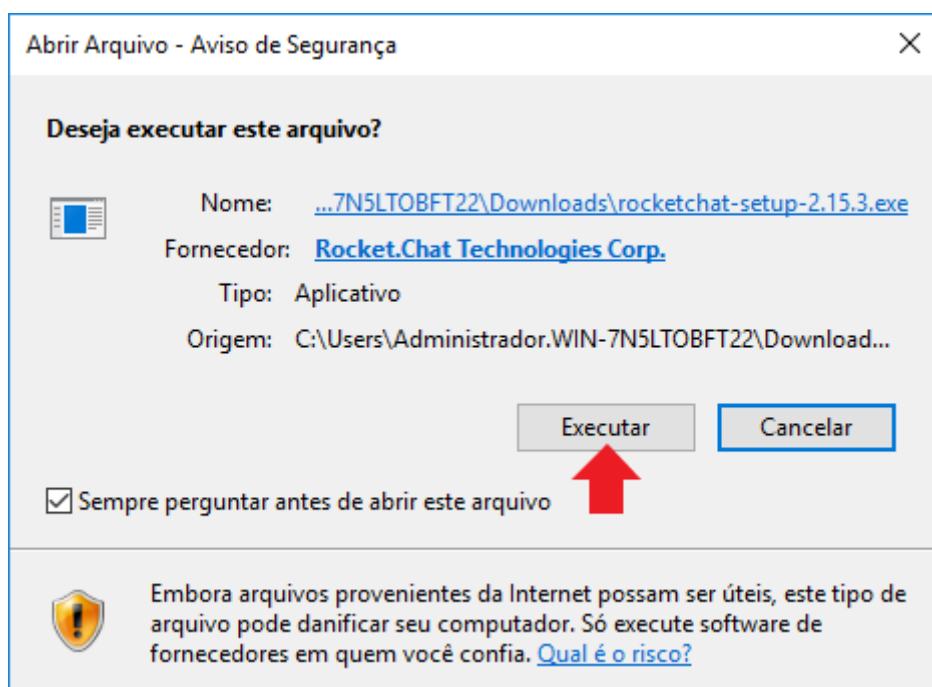 Abrir Arquivo - Aviso de Segurança
Deseja executar este arquivo?
Nome: ...7N5LTOBFT22\Downloads\rocketchat-setup-2.15.3.exe
Fornecedor: Rocket.Chat Technologies Corp.
Tipo: Aplicativo
Origem: C:\Users\Administrador.WIN-7N5LTOBFT22\Download...
Executar Cancelar
Sempre perguntar antes de abrir este arquivo
Embora arquivos provenientes da Internet possam ser úteis, este tipo de
arquivo pode danificar seu computador. Só execute software de
fornecedores em quem você confia. Qual é o risco?